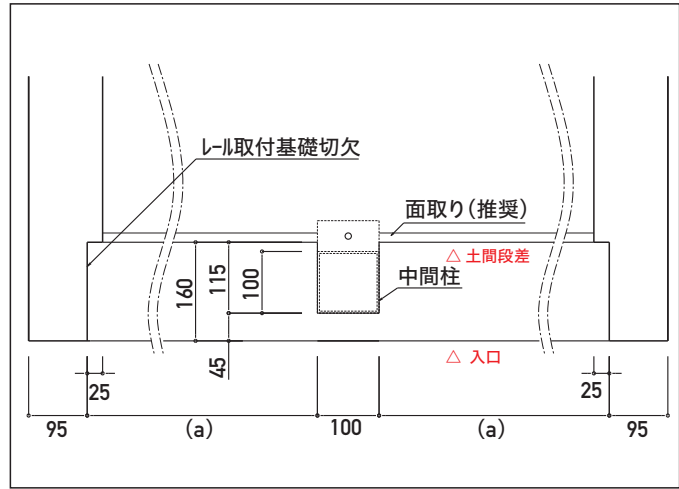 レール取付基礎切欠
面取り(推奨)
△ 土間段差
中間柱
160
115
100
45
△ 入口
25
25
95
(a)
100
(a)
95